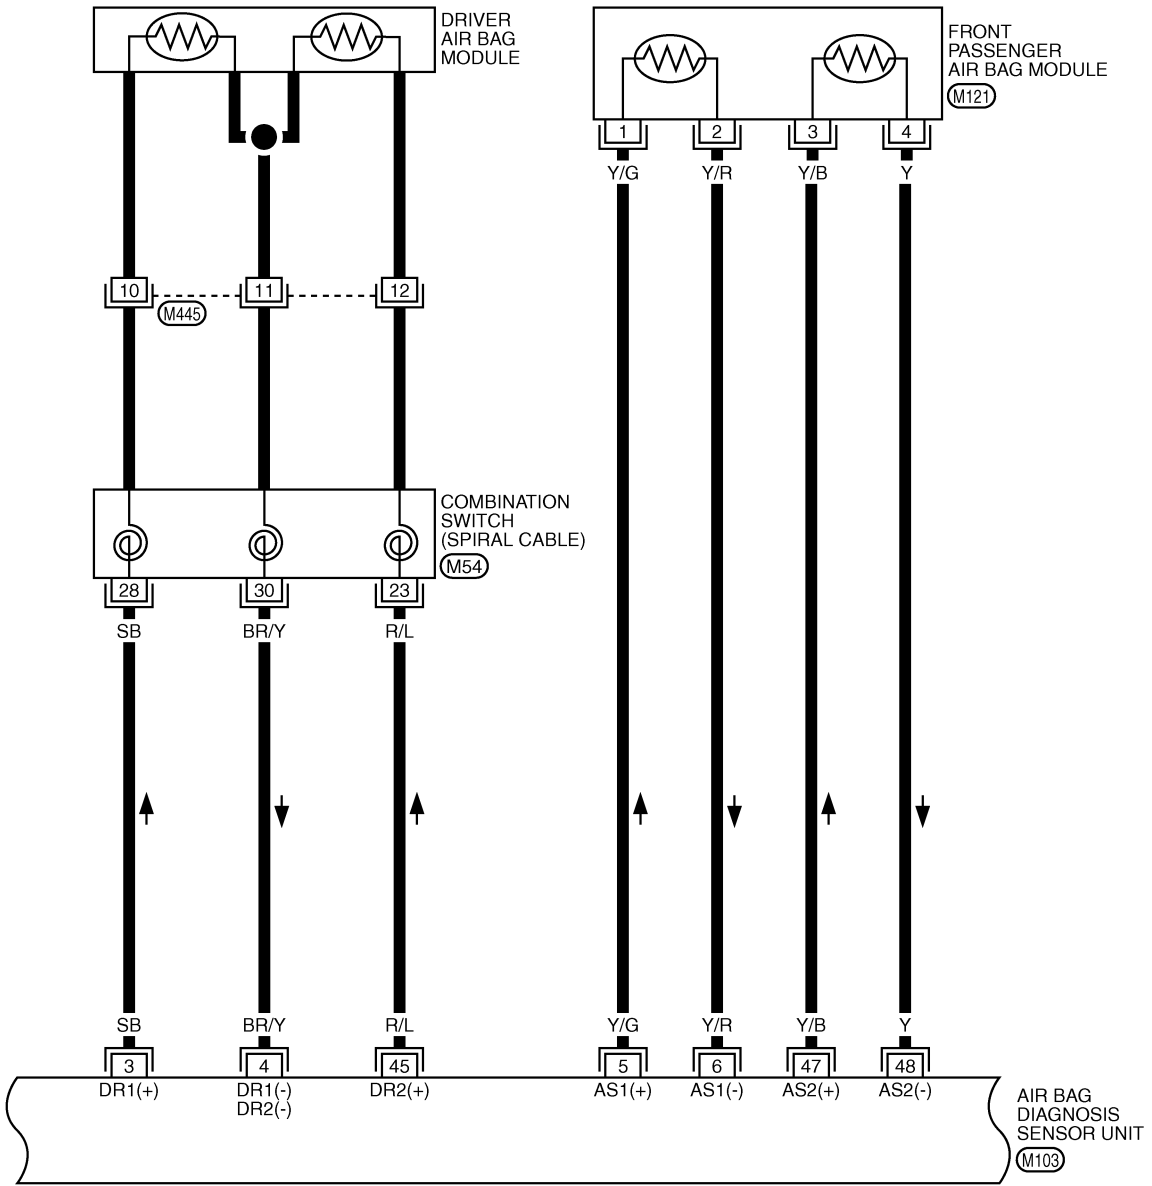 DRIVER
AIR BAG
MODULE
FRONT
PASSENGER
AIR BAG MODULE
M121
1 2 3 4
Y/G Y/R Y/B Y
10 11 12
M445
COMBINATION
SWITCH
(SPIRAL CABLE)
M54
28 30 23
SB BR/Y R/L
SB BR/Y R/L Y/G Y/R Y/B Y
3 4 45 5 6 47 48
DR1(+) DR1(-) DR2(+) AS1(+) AS1(-) AS2(+) AS2(-)
DR2(-)
AIR BAG
DIAGNOSIS
SENSOR UNIT
M103